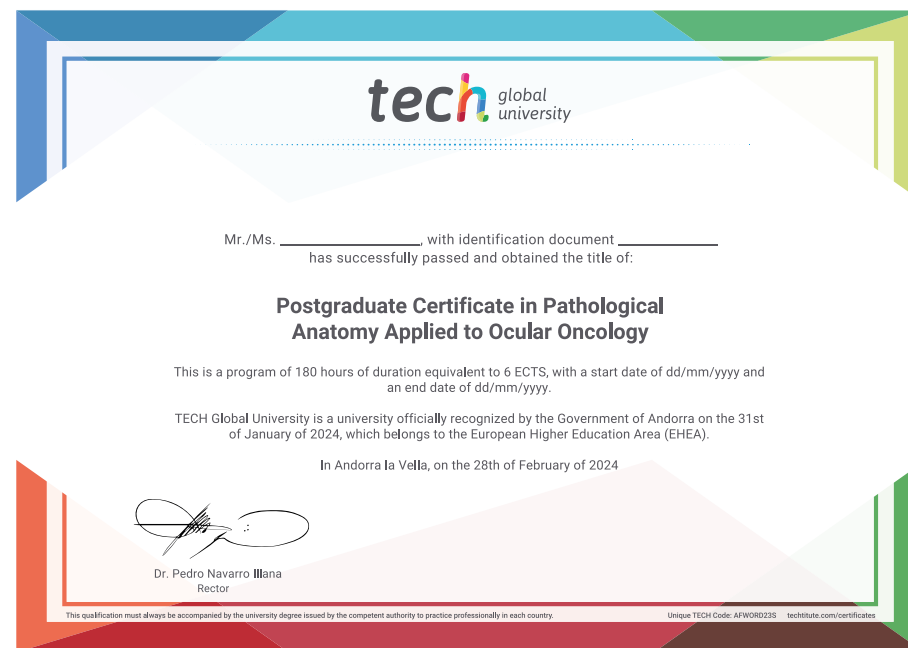 tech global
university
Mr./Ms. ____________, with identification document ____________
has successfully passed and obtained the title of:
Postgraduate Certificate in Pathological
Anatomy Applied to Ocular Oncology
This is a program of 180 hours of duration equivalent to 6 ECTS, with a start date of dd/mm/yyyy and
an end date of dd/mm/yyyy.
TECH Global University is a university officially recognized by the Government of Andorra on the 31st
of January of 2024, which belongs to the European Higher Education Area (EHEA).
In Andorra la Vella, on the 28th of February of 2024
Dr. Pedro Navarro Illana
Rector
This qualification must always be accompanied by the university degree issued by the competent authority to practice professionally in each country. Unique TECH Code: AFWORD23S techtitute.com/certificates